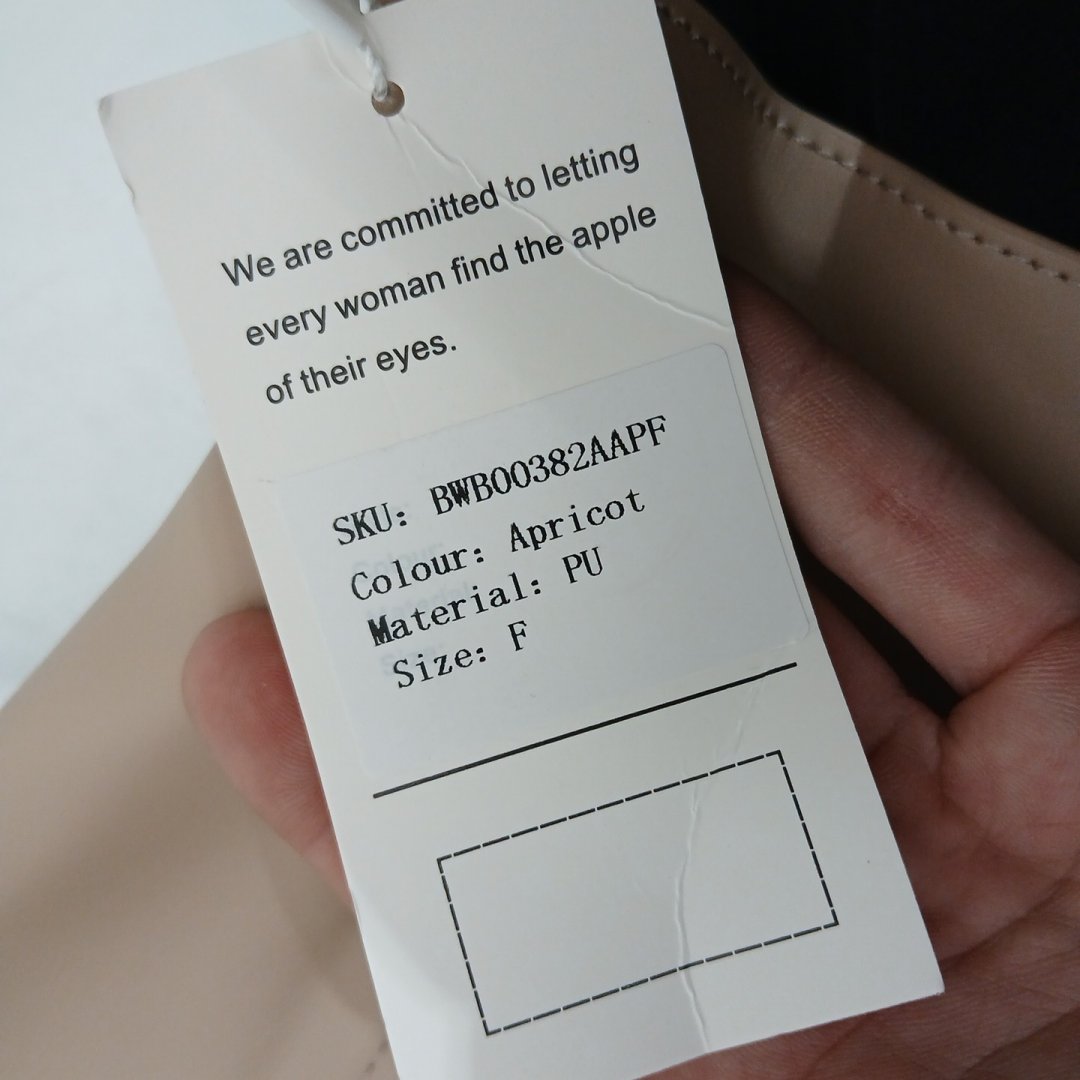 We are committed to letting
every woman find the apple
of their eyes.
SKU: BWB00382AAPF
Colour: Apricot
Material: PU
Size: F